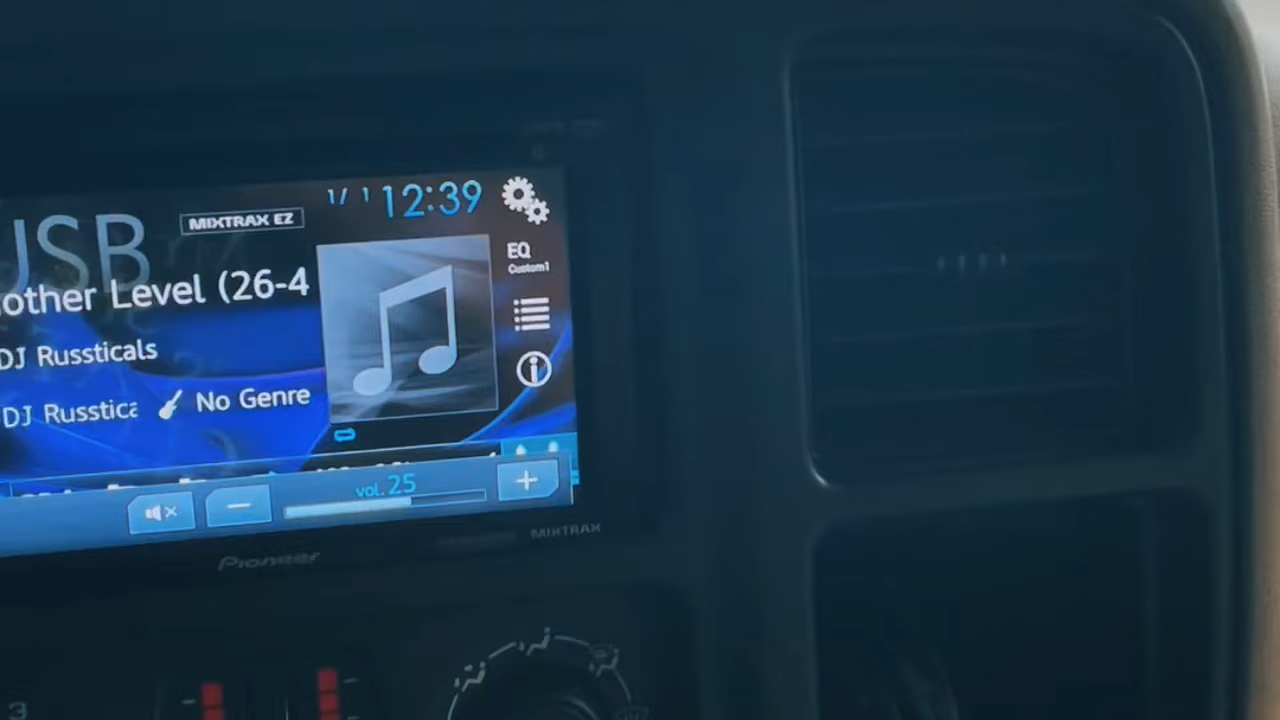 1/ 1 12:39
USB MIXTRAX EZ
EQ
Custom1
other Level (26-4
DJ Russticals
DJ Russtica No Genre
vol.25
Pioneer MIXTRAX
3